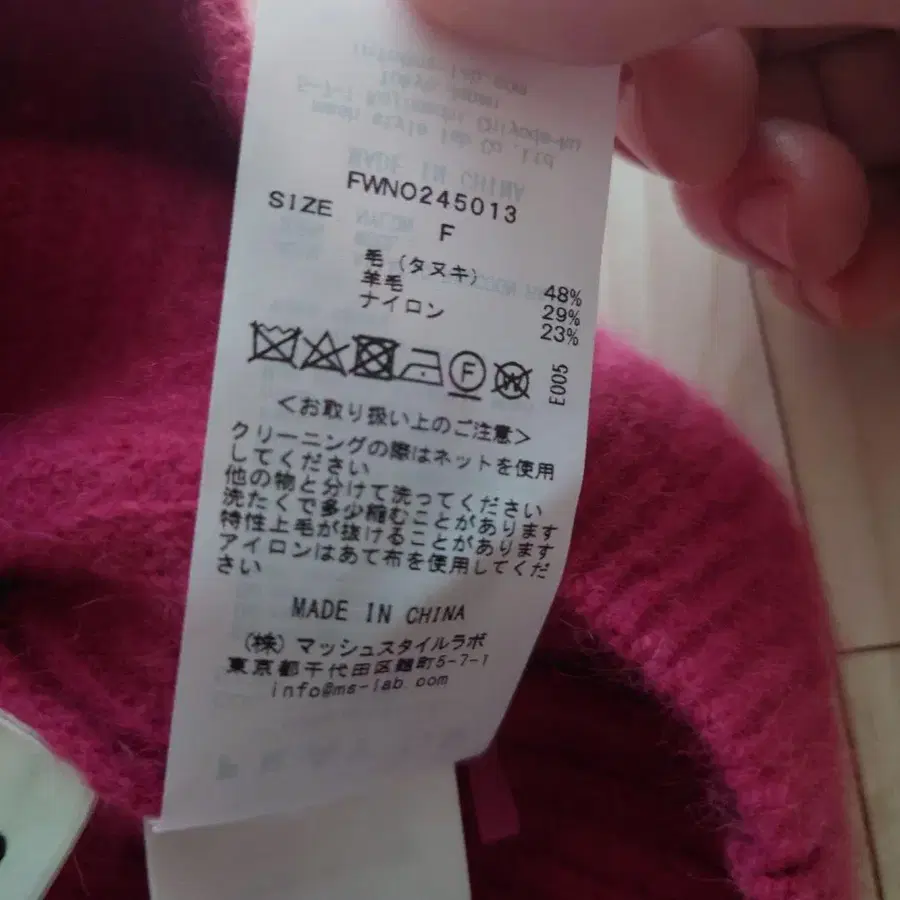 FWNO245013
SIZE F
毛（タヌキ） 48%
羊毛 29%
ナイロン 23%
E005
＜お取り扱い上のご注意＞
クリーニングの際はネットを使用
してください
他の物と分けて洗ってください
洗たくで多少縮むことがあります
特性上毛が抜けることがあります
アイロンはあて布を使用してくだ
さい
MADE IN CHINA
（株）マッシュスタイルラボ
東京都千代田区麹町5-7-1
info@ms-lab.com